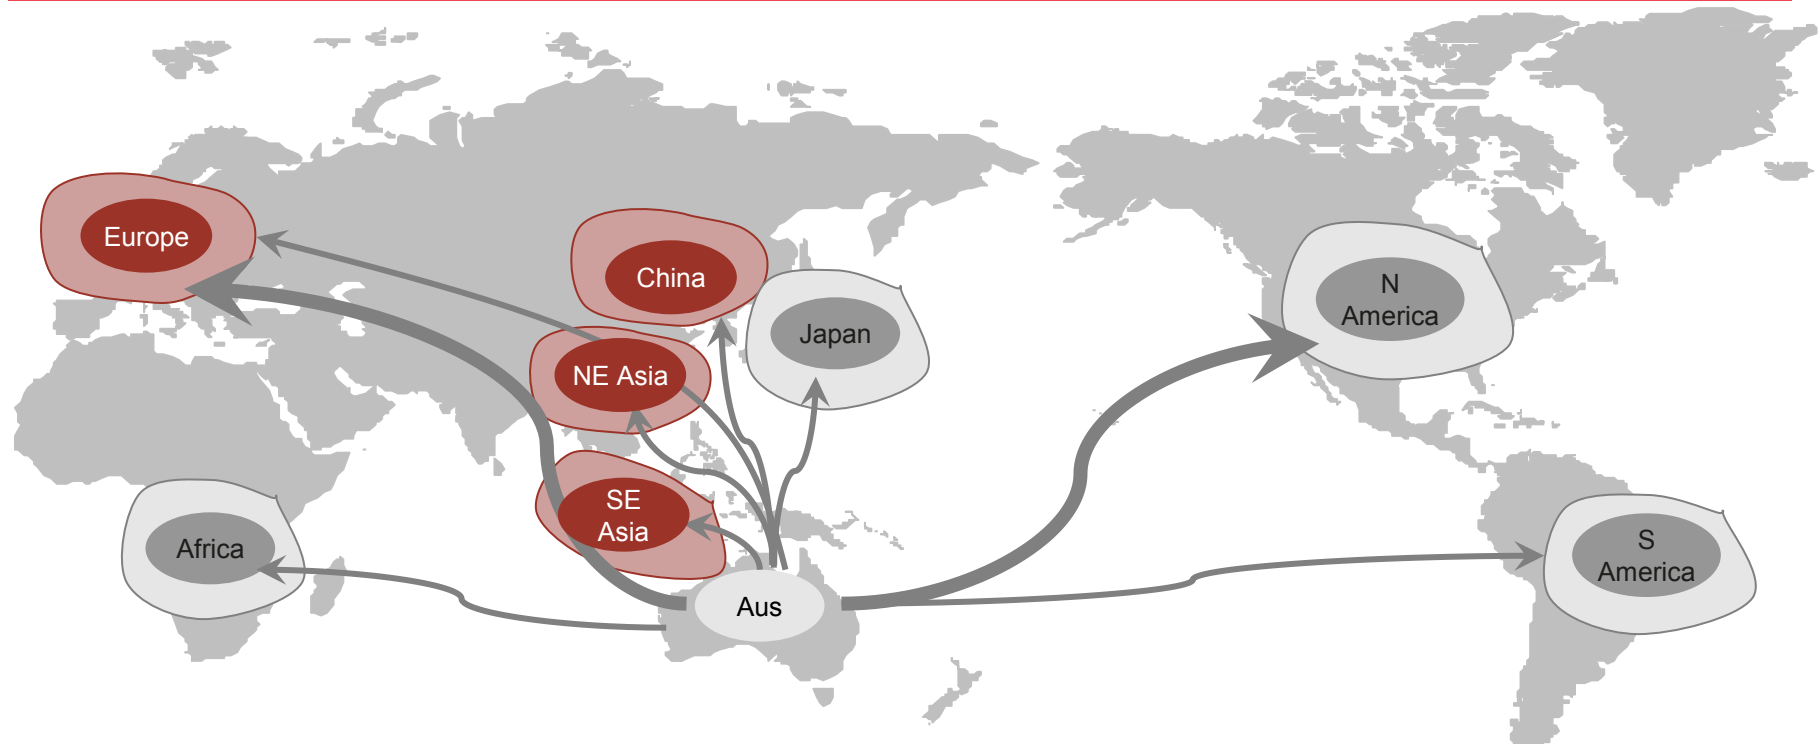 Europe
China
N
America
Japan
NE Asia
SE
Asia
Africa
S
America
Aus